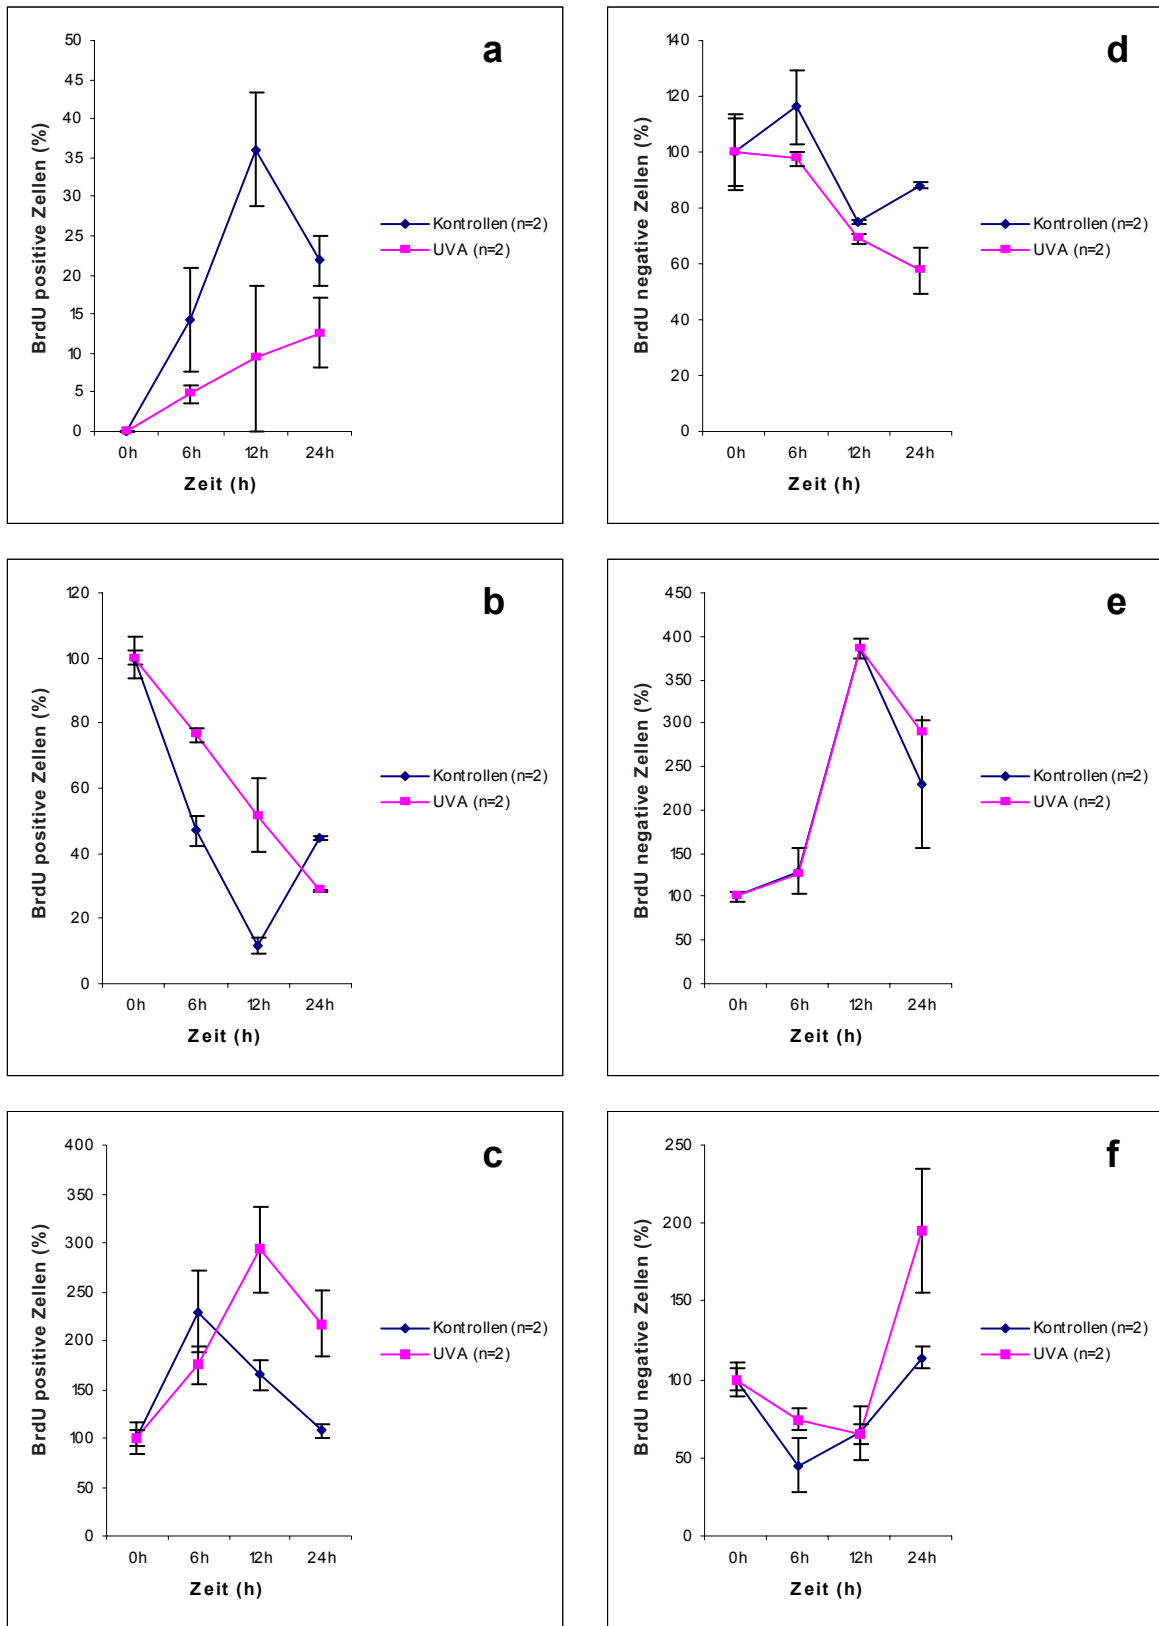 a
BrdU positive Zellen (%)
50
45
40
35
30
25
20
15
10
5
0
0h 6h 12h 24h
Zeit (h)
Kontrollen (n=2)
UVA (n=2)
d
BrdU negative Zellen (%)
140
120
100
80
60
40
20
0
0h 6h 12h 24h
Zeit (h)
Kontrollen (n=2)
UVA (n=2)
b
BrdU positive Zellen (%)
120
100
80
60
40
20
0
0h 6h 12h 24h
Zeit (h)
Kontrollen (n=2)
UVA (n=2)
e
BrdU negative Zellen (%)
450
400
350
300
250
200
150
100
50
0
0h 6h 12h 24h
Zeit (h)
Kontrollen (n=2)
UVA (n=2)
c
BrdU positive Zellen (%)
400
350
300
250
200
150
100
50
0
0h 6h 12h 24h
Zeit (h)
Kontrollen (n=2)
UVA (n=2)
f
BrdU negative Zellen (%)
250
200
150
100
50
0
0h 6h 12h 24h
Zeit (h)
Kontrollen (n=2)
UVA (n=2)